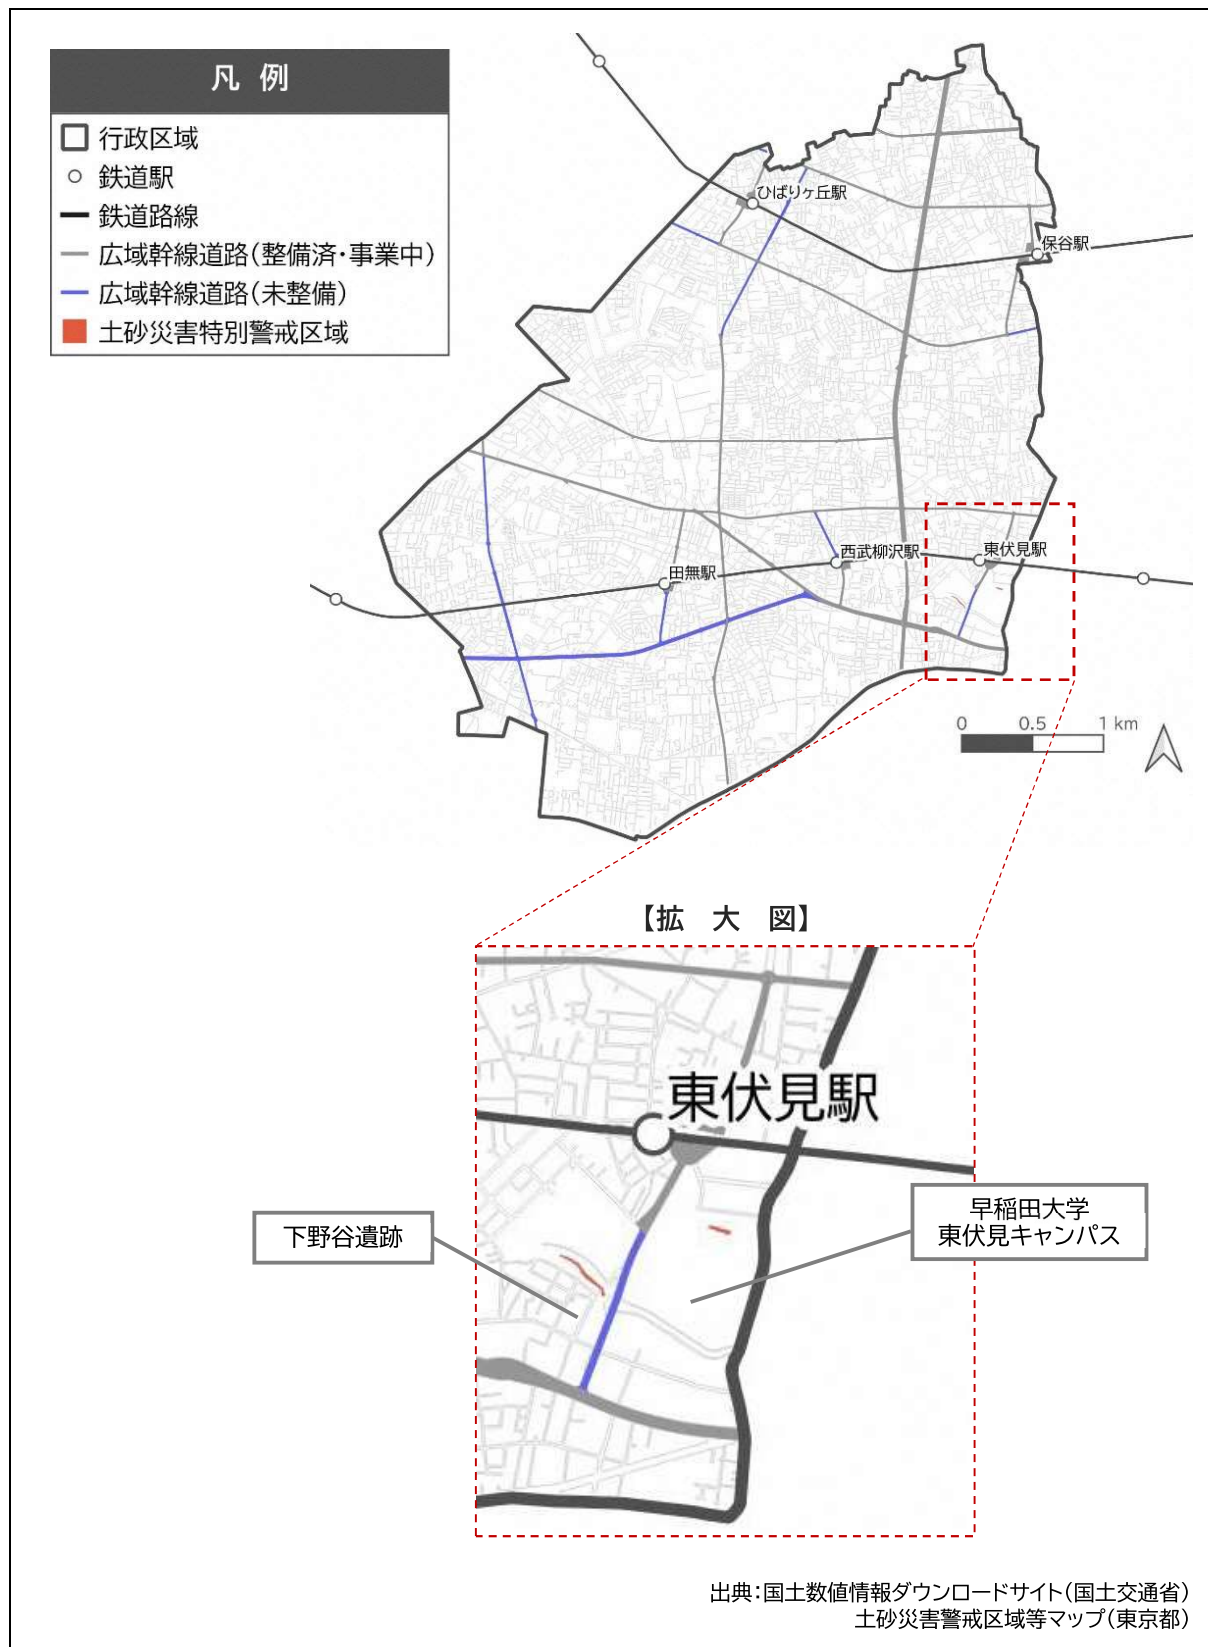 凡 例
行政区域
鉄道駅
鉄道路線
広域幹線道路(整備済・事業中)
広域幹線道路(未整備)
土砂災害特別警戒区域
ひばりヶ丘駅
保谷駅
西武柳沢駅
東伏見駅
田無駅
0 0.5 1 km
【拡 大 図】
東伏見駅
下野谷遺跡
早稲田大学
東伏見キャンパス
出典:国土数値情報ダウンロードサイト(国土交通省)
土砂災害警戒区域等マップ(東京都)